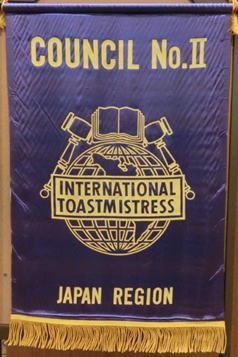 COUNCIL No.II
INTERNATIONAL
TOASTMISTRESS
JAPAN REGION